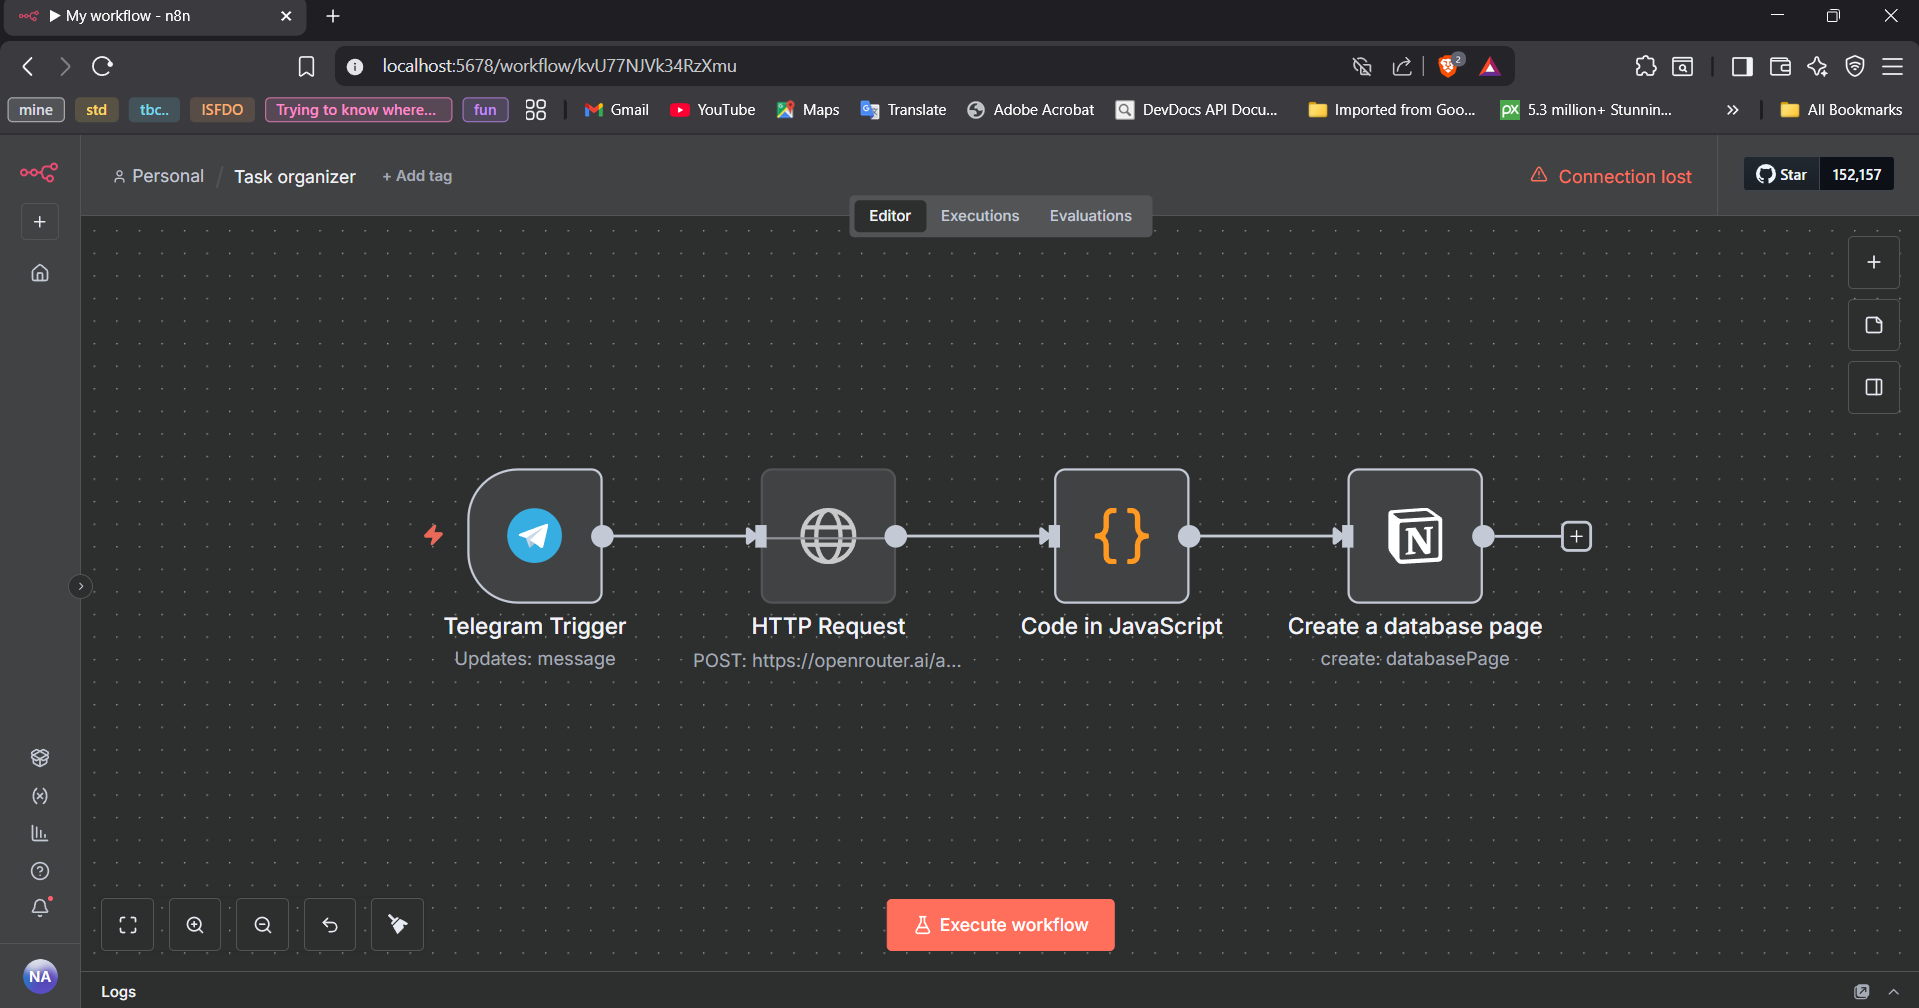 ▶ My workflow - n8n
localhost:5678/workflow/kvU77NJVk34RzXmu
2
mine
std
tbc..
ISFDO
Trying to know where...
fun
Gmail
YouTube
Maps
Translate
Adobe Acrobat
DevDocs API Docu...
Imported from Goo...
px
5.3 million+ Stunnin...
»
All Bookmarks
Personal / Task organizer
+ Add tag
Connection lost
Star
152,157
Editor
Executions
Evaluations
N
Telegram Trigger
Updates: message
HTTP Request
POST: https://openrouter.ai/a...
Code in JavaScript
Create a database page
create: databasePage
Execute workflow
NA
Logs